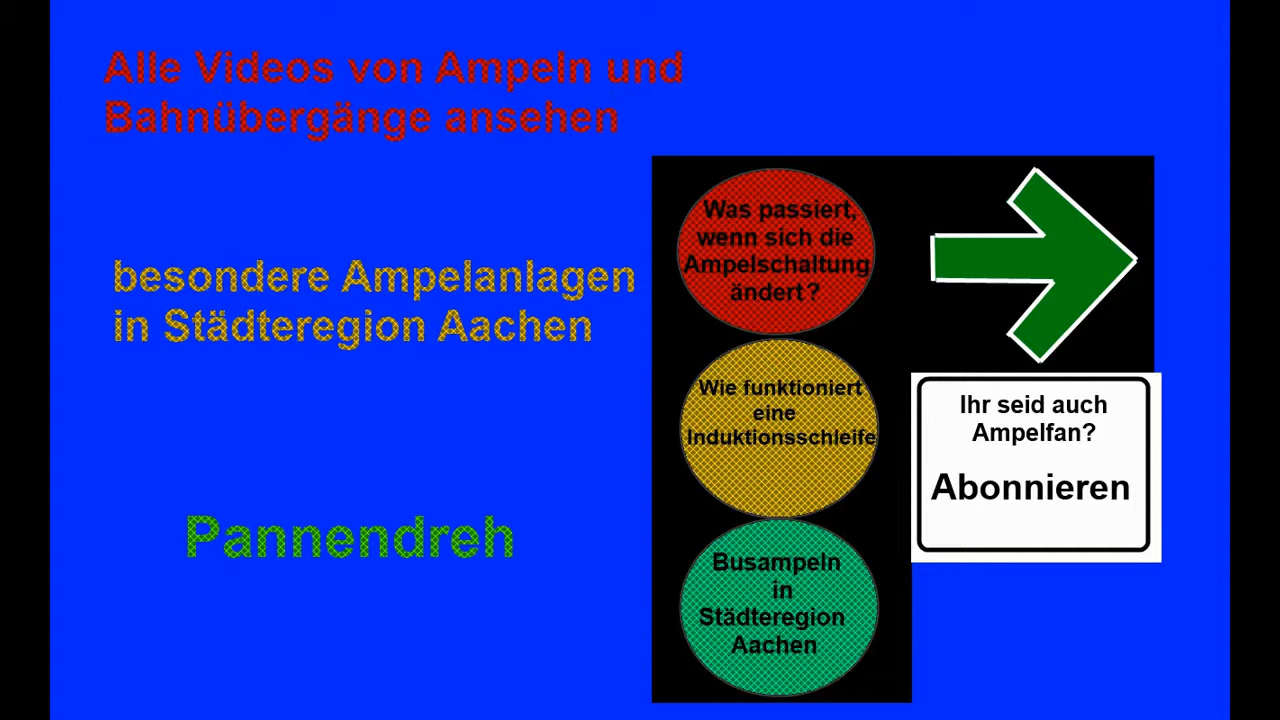 Alle Videos von Ampeln und
Bahnübergänge ansehen
besondere Ampelanlagen
in Städteregion Aachen
Pannendreh
Was passiert,
wenn sich die
Ampelschaltung
ändert?
Wie funktioniert
eine
Induktionsschleife
Busampeln
in
Städteregion
Aachen
Ihr seid auch
Ampelfan?
Abonnieren